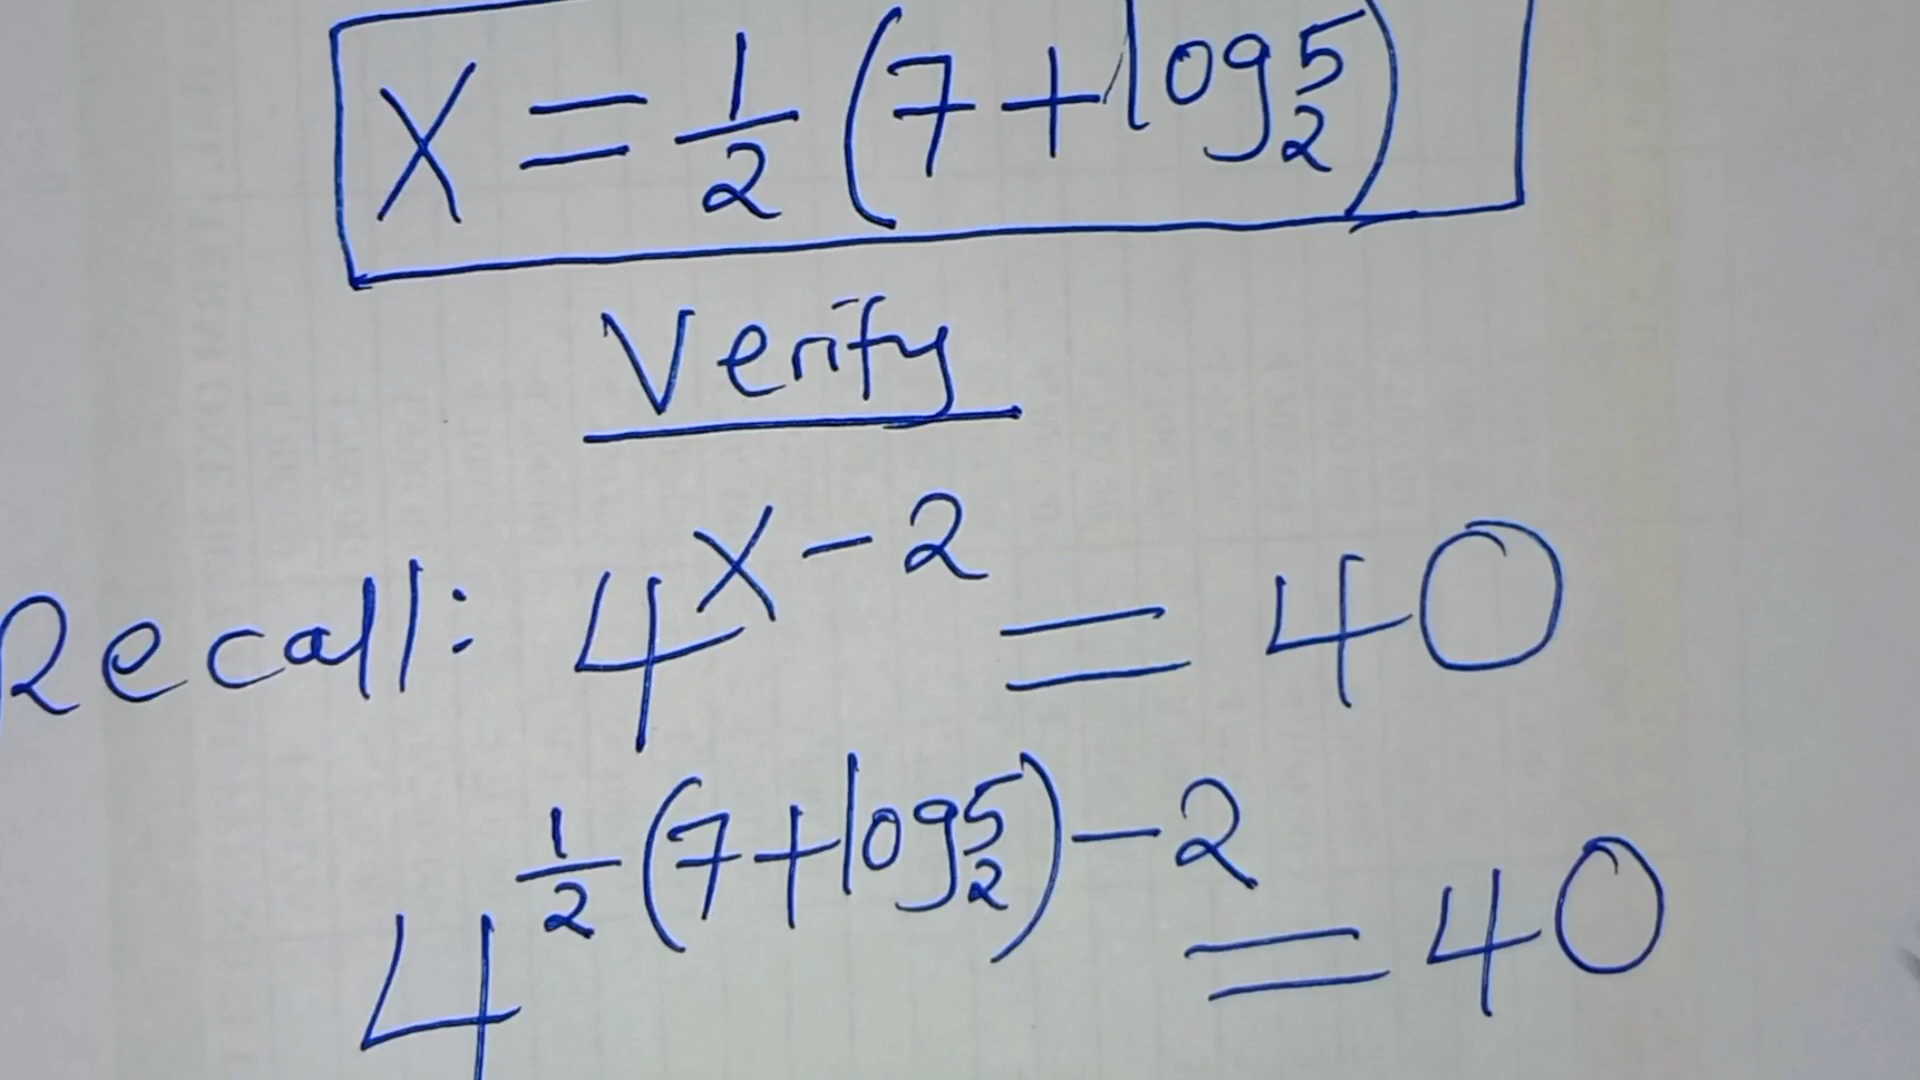 X = 1/2 (7 + log₂5)
Verify
Recall: 4^(X-2) = 40
4^(1/2(7+log₂5)-2) = 40